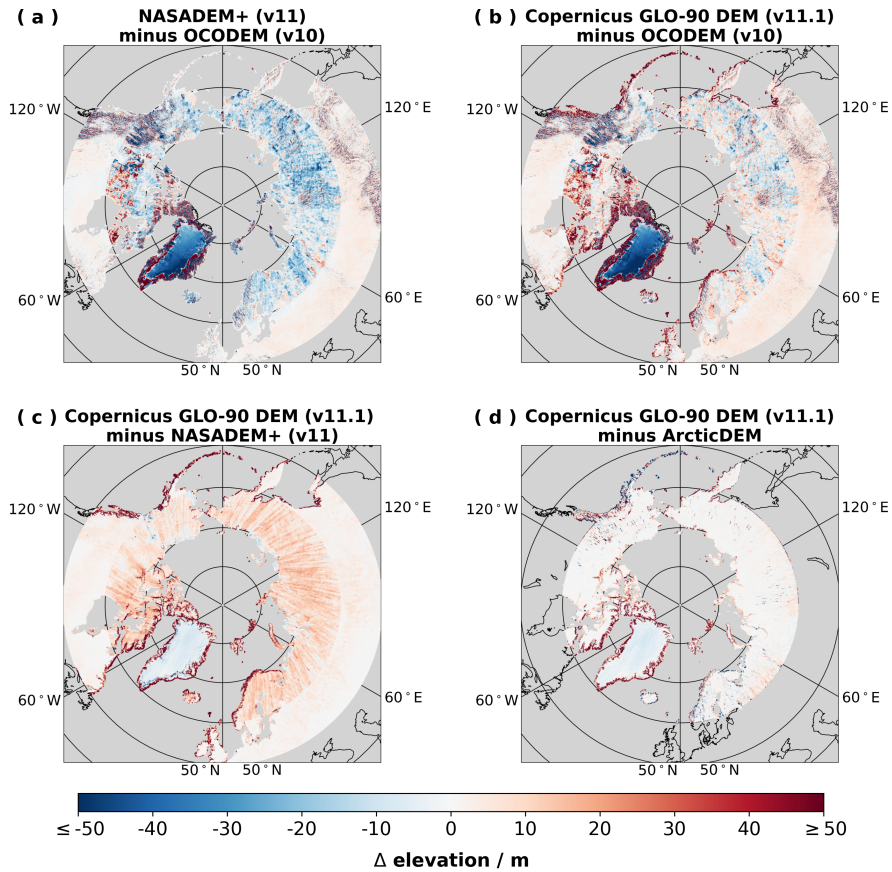 ( a ) NASADEM+ (v11)
minus OCODEM (v10)
120°W
120°E
60°W
60°E
50°N 50°N
( b ) Copernicus GLO-90 DEM (v11.1)
minus OCODEM (v10)
120°W
120°E
60°W
60°E
50°N 50°N
( c ) Copernicus GLO-90 DEM (v11.1)
minus NASADEM+ (v11)
120°W
120°E
60°W
60°E
50°N 50°N
( d ) Copernicus GLO-90 DEM (v11.1)
minus ArcticDEM
120°W
120°E
60°W
60°E
50°N 50°N
≤ -50 -40 -30 -20 -10 0 10 20 30 40 ≥ 50
Δ elevation / m